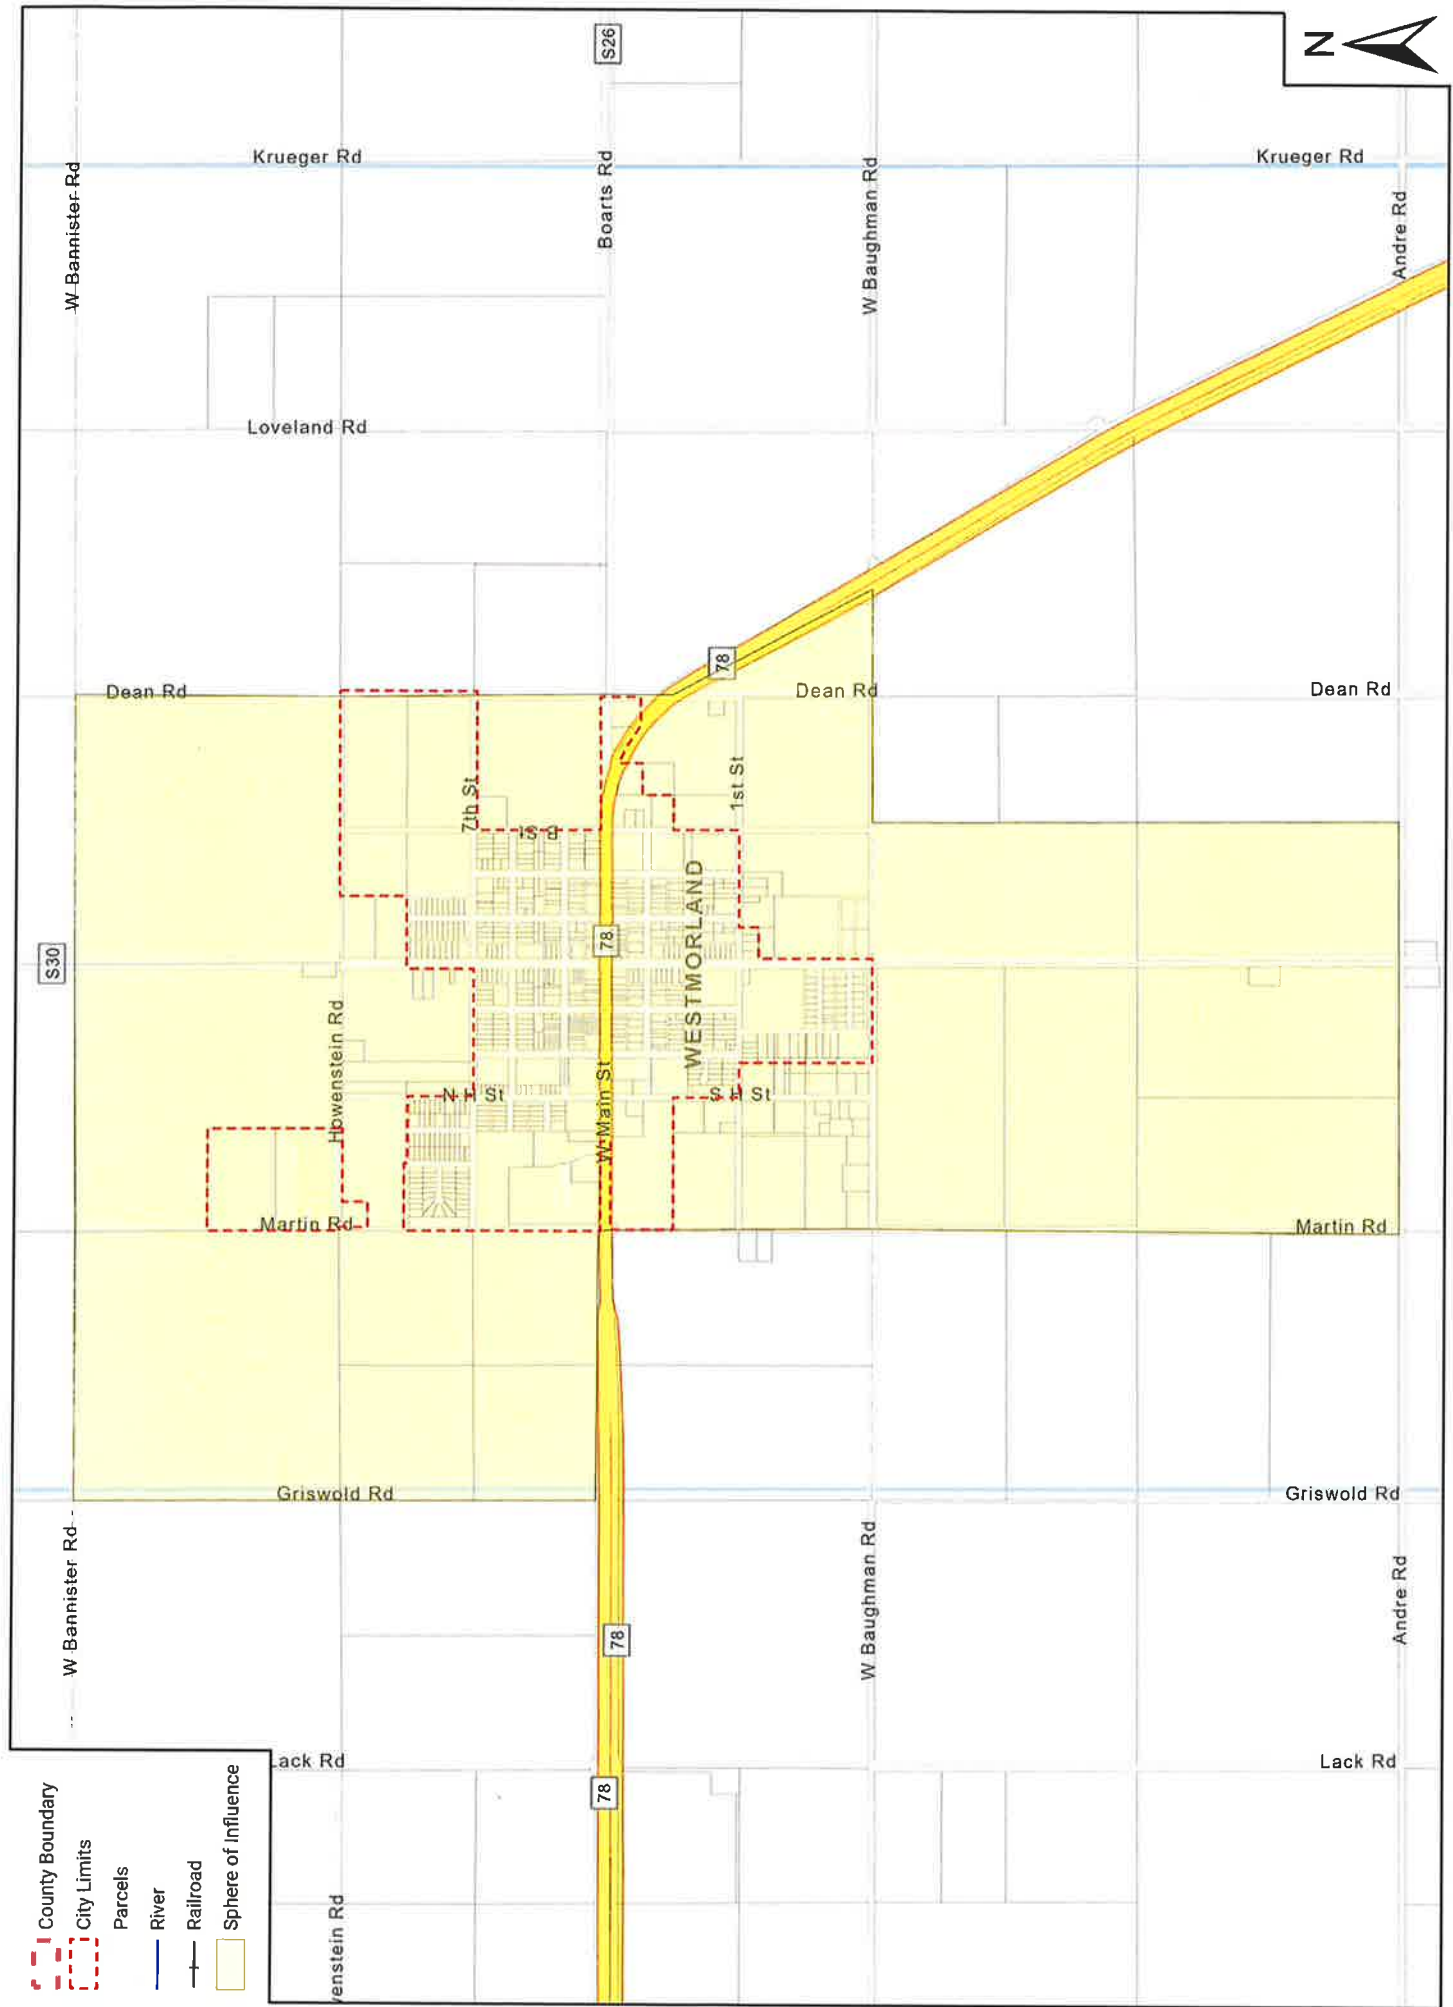 N
S26
Krueger Rd
Krueger Rd
W Bannister Rd
Boarts Rd
W Baughman Rd
Andre Rd
Loveland Rd
Dean Rd
78
Dean Rd
Dean Rd
7th St
1st St
B St
S30
78
WESTMORLAND
Howenstein Rd
N H St
W Main St
S H St
Martin Rd
Martin Rd
Griswold Rd
Griswold Rd
W Bannister Rd
W Baughman Rd
Andre Rd
78
Lack Rd
Lack Rd
78
venstein Rd
County Boundary
City Limits
Parcels
River
Railroad
Sphere of Influence